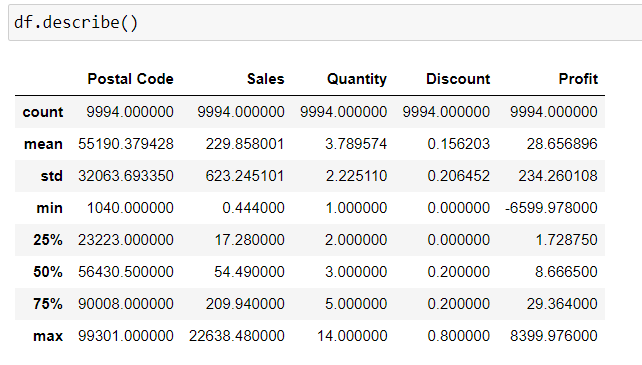 df.describe()
Postal Code Sales Quantity Discount Profit
count 9994.000000 9994.000000 9994.000000 9994.000000 9994.000000
mean 55190.379428 229.858001 3.789574 0.156203 28.656896
std 32063.693350 623.245101 2.225110 0.206452 234.260108
min 1040.000000 0.444000 1.000000 0.000000 -6599.978000
25% 23223.000000 17.280000 2.000000 0.000000 1.728750
50% 56430.500000 54.490000 3.000000 0.200000 8.666500
75% 90008.000000 209.940000 5.000000 0.200000 29.364000
max 99301.000000 22638.480000 14.000000 0.800000 8399.976000